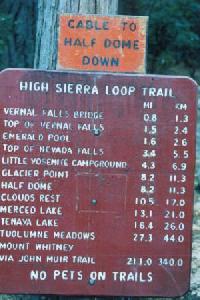 CABLE TO
HALF DOME
DOWN
HIGH SIERRA LOOP TRAIL
MI KM
VERNAL FALLS BRIDGE 0.8 1.3
TOP OF VERNAL FALLS 1.5 2.4
EMERALD POOL 1.6 2.6
TOP OF NEVADA FALLS 3.4 5.5
LITTLE YOSEMITE CAMPGROUND 4.3 6.9
GLACIER POINT 8.2 11.3
HALF DOME 8.2 11.3
CLOUDS REST 10.5 17.0
MERCED LAKE 13.1 21.0
TENAYA LAKE 16.4 26.0
TUOLUMNE MEADOWS 27.3 44.0
MOUNT WHITNEY
VIA JOHN MUIR TRAIL 211.0 340.0
NO PETS ON TRAILS